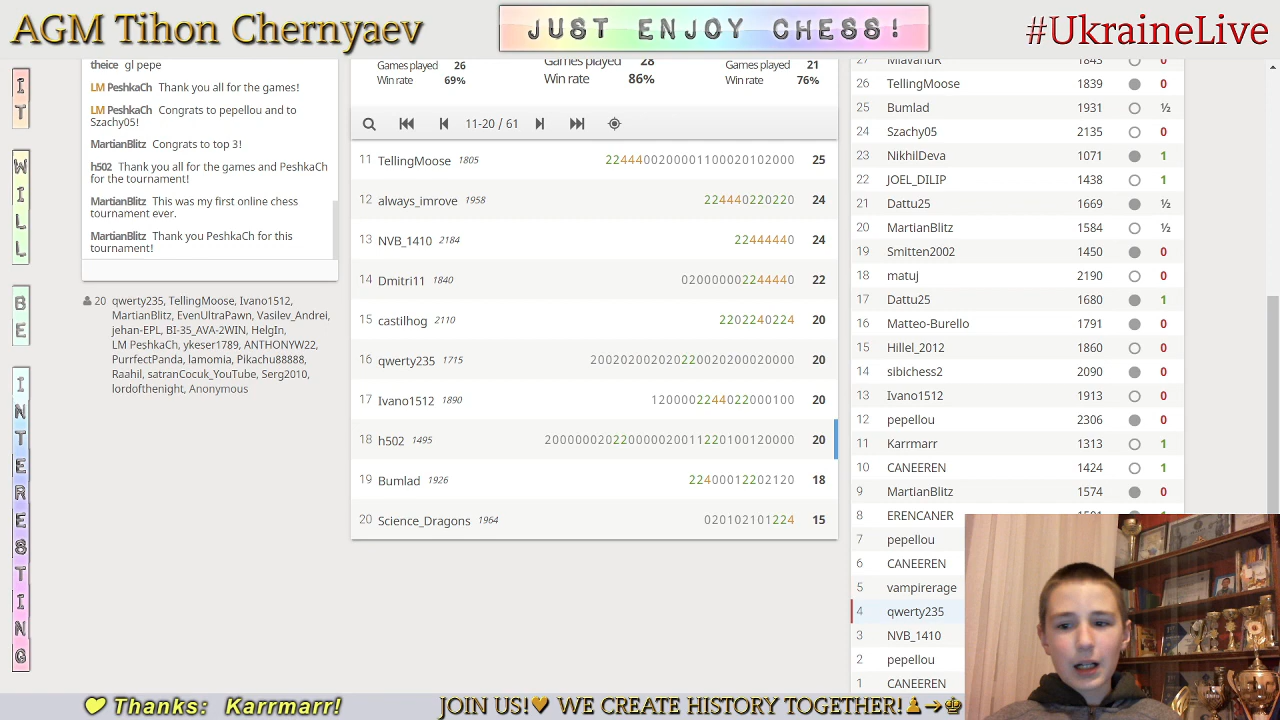 AGM Tihon Chernyaev
JUST ENJOY CHESS!
#UkraineLive
IT
WILL
BE
INTERESTING
theice gl pepe
LM PeshkaCh Thank you all for the games!
LM PeshkaCh Congrats to pepellou and to
Szachy05!
MartianBlitz Congrats to top 3!
h502 Thank you all for the games and PeshkaCh
for the tournament!
MartianBlitz This was my first online chess
tournament ever.
MartianBlitz Thank you PeshkaCh for this
tournament!
20 qwerty235, TellingMoose, Ivano1512,
MartianBlitz, EvenUltraPawn, Vasilev_Andrei,
jehan-EPL, BI-35_AVA-2WIN, HelgIn,
LM PeshkaCh, ykeser1789, ANTHONYW22,
PurrfectPanda, lamomia, Pikachu88888,
Raahil, satranCocuk_YouTube, Serg2010,
lordofthenight, Anonymous
Games played 26
Win rate 69%
Games played 28
Win rate 86%
Games played 21
Win rate 76%
11-20 / 61
11 TellingMoose 1805 2244400200001100020102000 25
12 always_improve 1958 224440220220 24
13 NVB_1410 2184 22444440 24
14 Dmitri11 1840 020000002244440 22
15 castilhog 2110 2202240224 20
16 qwerty235 1715 200202002020220020200020000 20
17 Ivano1512 1890 1200002244022000100 20
18 h502 1495 20000002022000002001122010012​0000 20
19 Bumlad 1926 22400012202120 18
20 Science_Dragons 1964 020102101224 15
27 MiavandR 1843 0
26 TellingMoose 1839 0
25 Bumlad 1931 ½
24 Szachy05 2135 0
23 NikhilDeva 1071 1
22 JOEL_DILIP 1438 1
21 Dattu25 1669 ½
20 MartianBlitz 1584 ½
19 Smitten2002 1450 0
18 matuj 2190 0
17 Dattu25 1680 1
16 Matteo-Burello 1791 0
15 Hillel_2012 1860 0
14 sibichess2 2090 0
13 Ivano1512 1913 0
12 pepellou 2306 0
11 Karrmarr 1313 1
10 CANEEREN 1424 1
9 MartianBlitz 1574 0
8 ERENCANER
7 pepellou
6 CANEEREN
5 vampirerage
4 qwerty235
3 NVB_1410
2 pepellou
1 CANEEREN
Thanks: Karrmarr!
JOIN US! WE CREATE HISTORY TOGETHER!